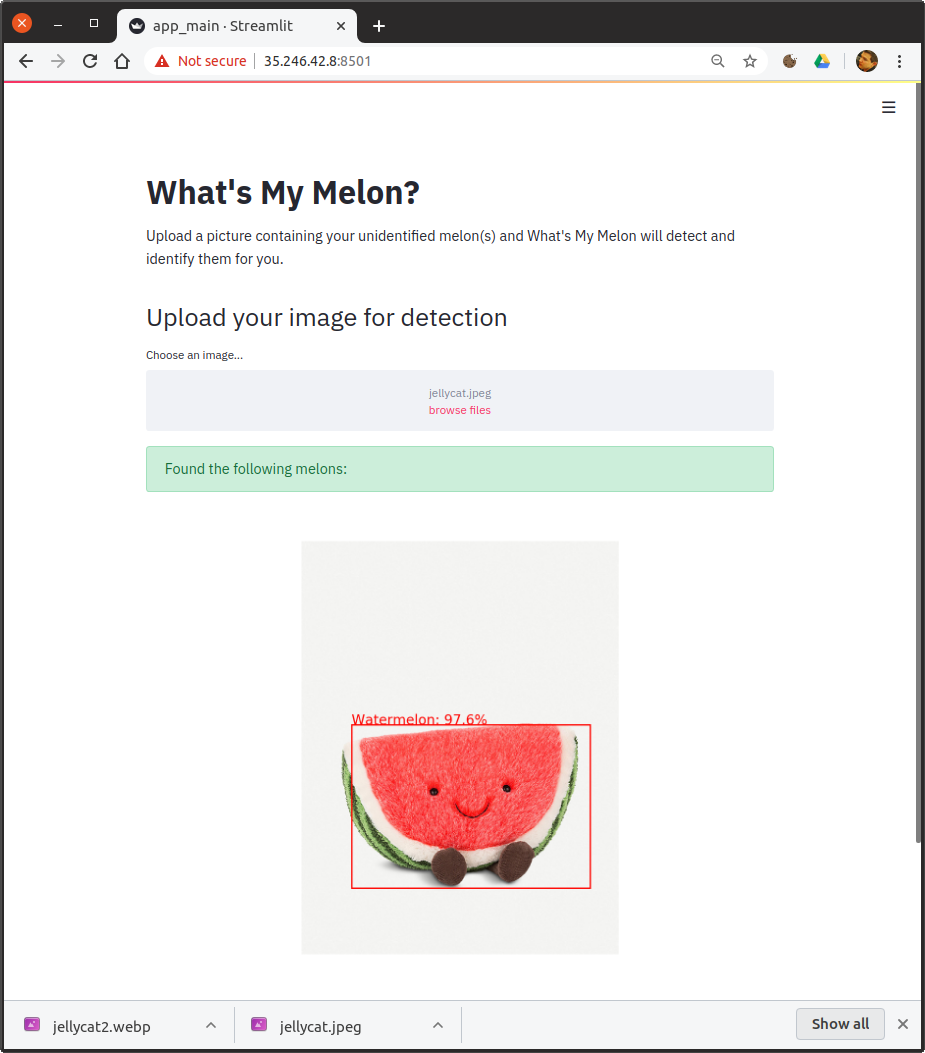 app_main · Streamlit
Not secure 35.246.42.8:8501
What's My Melon?
Upload a picture containing your unidentified melon(s) and What's My Melon will detect and
identify them for you.
Upload your image for detection
Choose an image...
jellycat.jpeg
browse files
Found the following melons:
Watermelon: 97.6%
jellycat2.webp
jellycat.jpeg
Show all